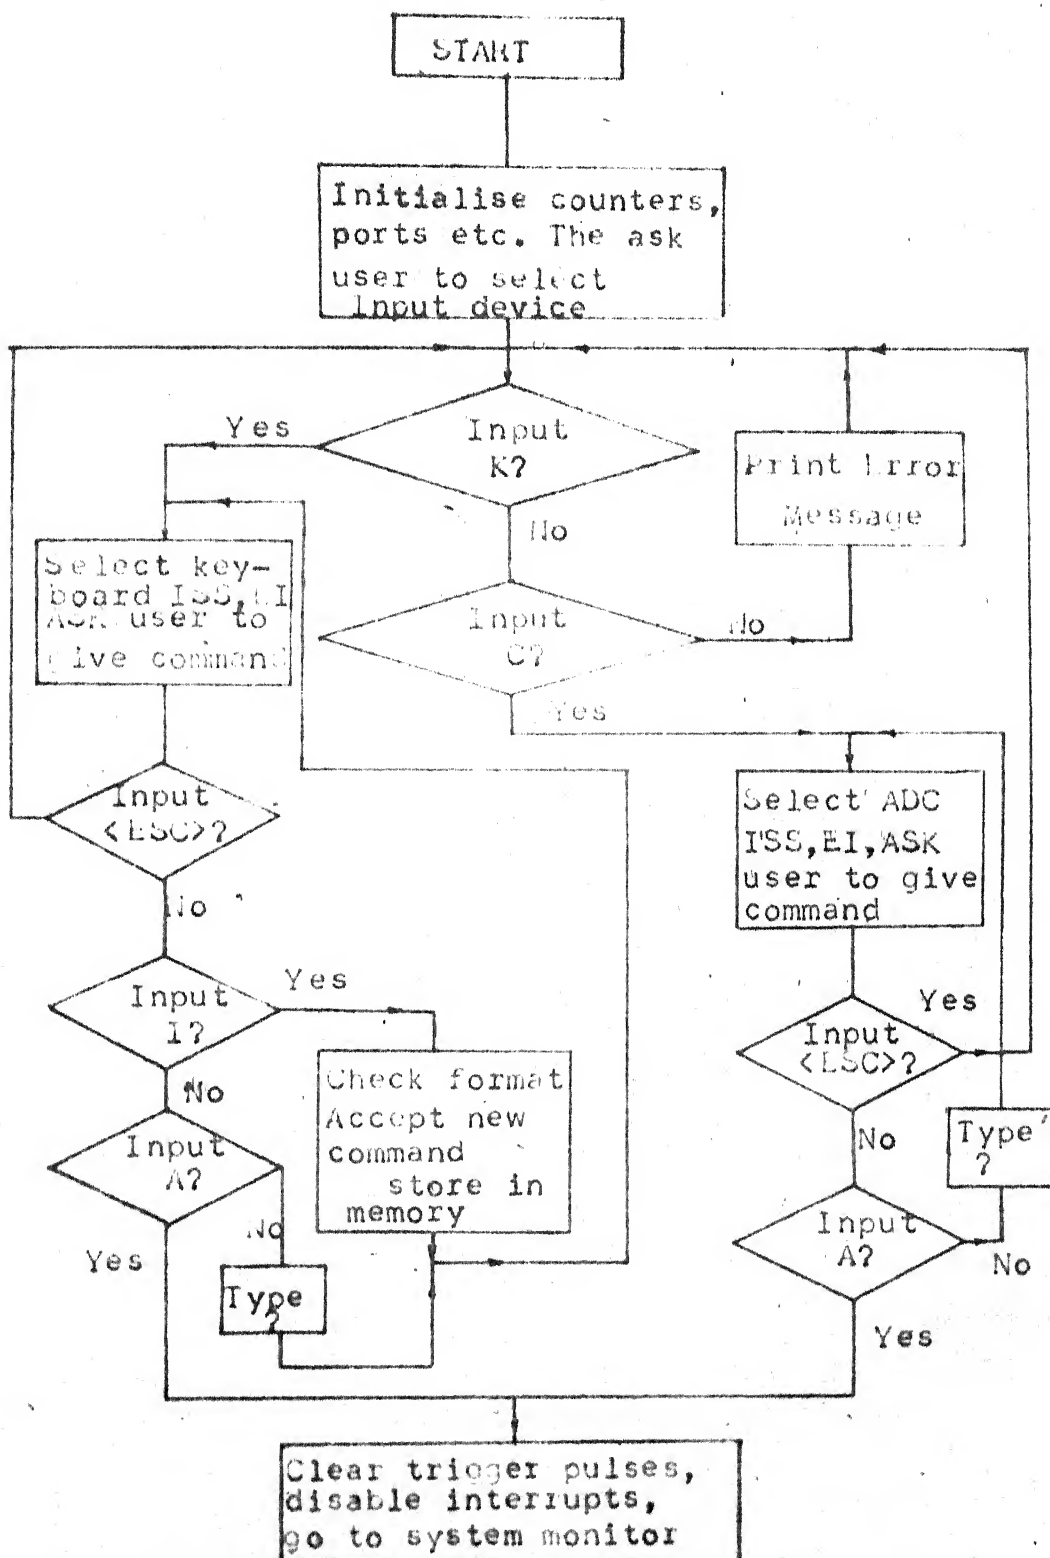 START
Initialise counters,
ports etc. The ask
user to select
Input device
Yes
Input
K?
No
Print Error
Message
Select key-
board ISS,EI
ASK user to
give command
Input
C?
No
Yes
Input
<ESC>?
No
Select ADC
ISS,EI,ASK
user to give
command
Input
I?
Yes
No
Check format
Accept new
command
store in
memory
Input
<ESC>?
Yes
No
Type
?
Input
A?
No
Yes
Type
?
Input
A?
No
Yes
Clear trigger pulses,
disable interrupts,
go to system monitor